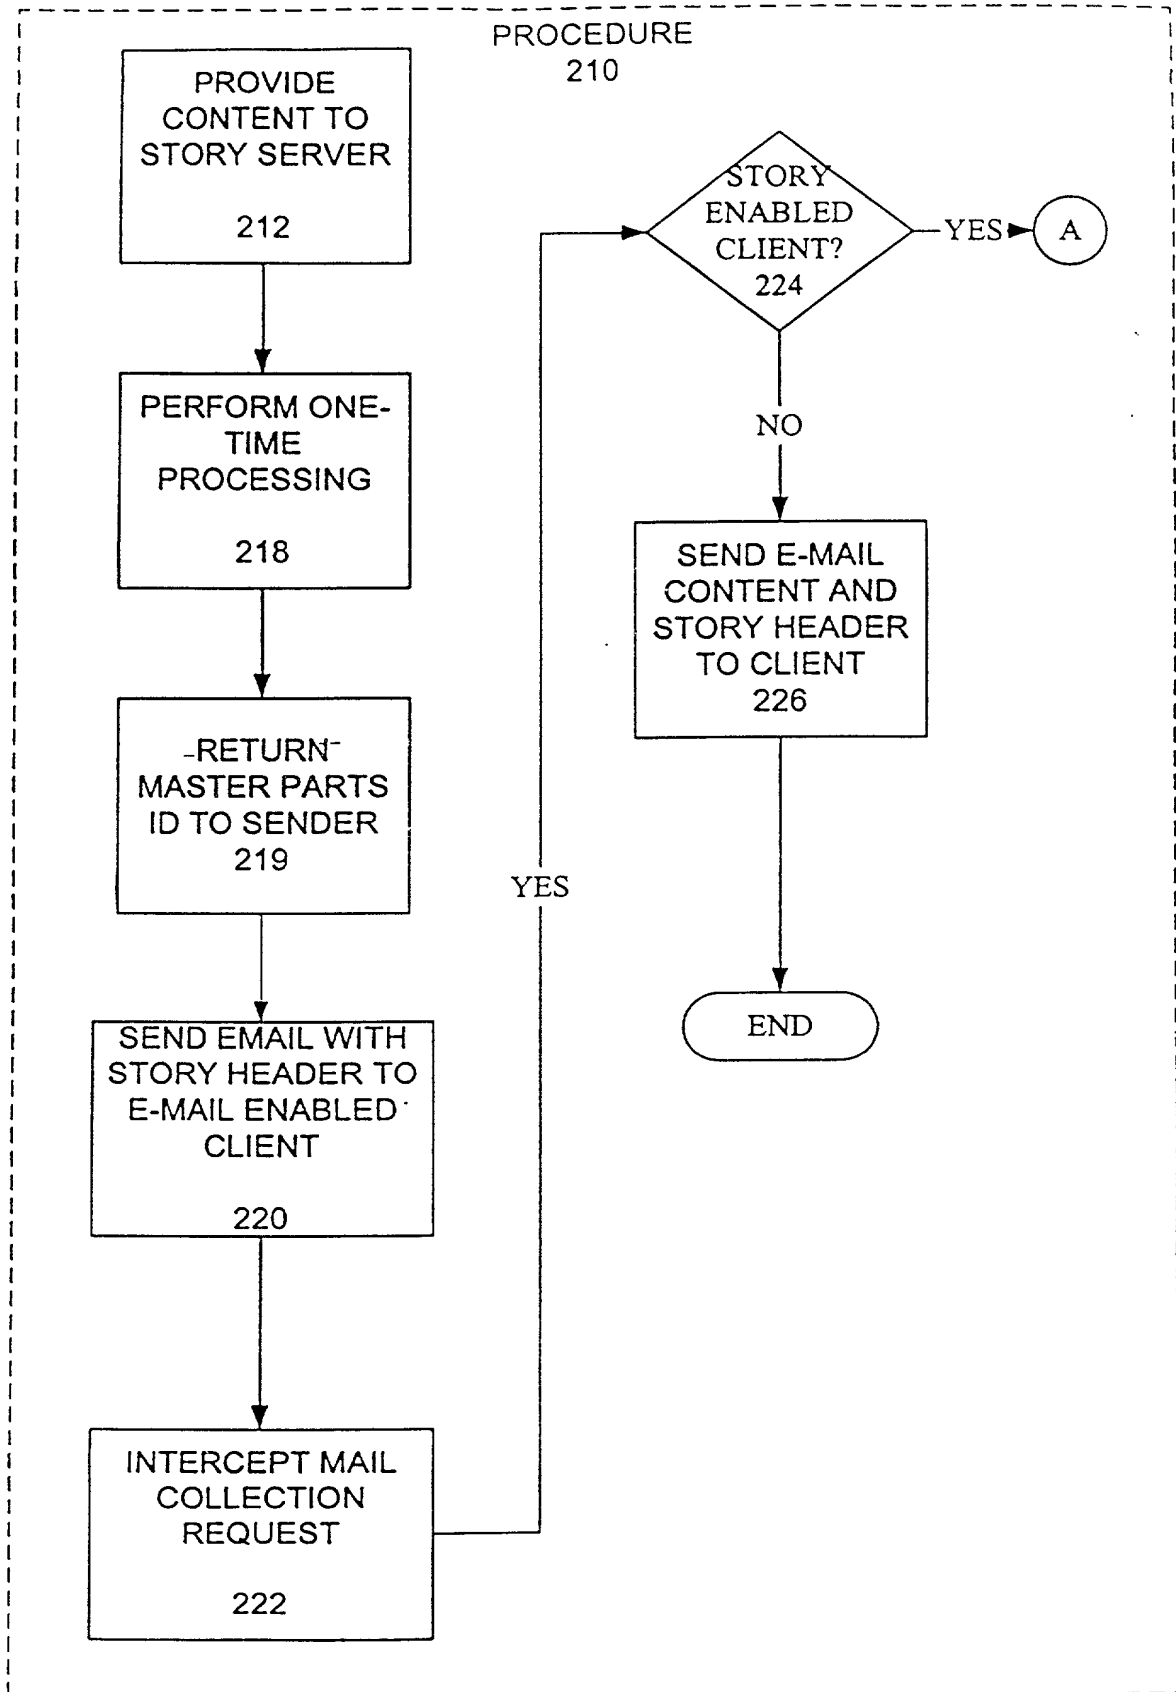 PROCEDURE
210
PROVIDE
CONTENT TO
STORY SERVER
212
PERFORM ONE-
TIME
PROCESSING
218
RETURN
MASTER PARTS
ID TO SENDER
219
SEND EMAIL WITH
STORY HEADER TO
E-MAIL ENABLED
CLIENT
220
INTERCEPT MAIL
COLLECTION
REQUEST
222
YES
STORY
ENABLED
CLIENT?
224
YES
A
NO
SEND E-MAIL
CONTENT AND
STORY HEADER
TO CLIENT
226
END